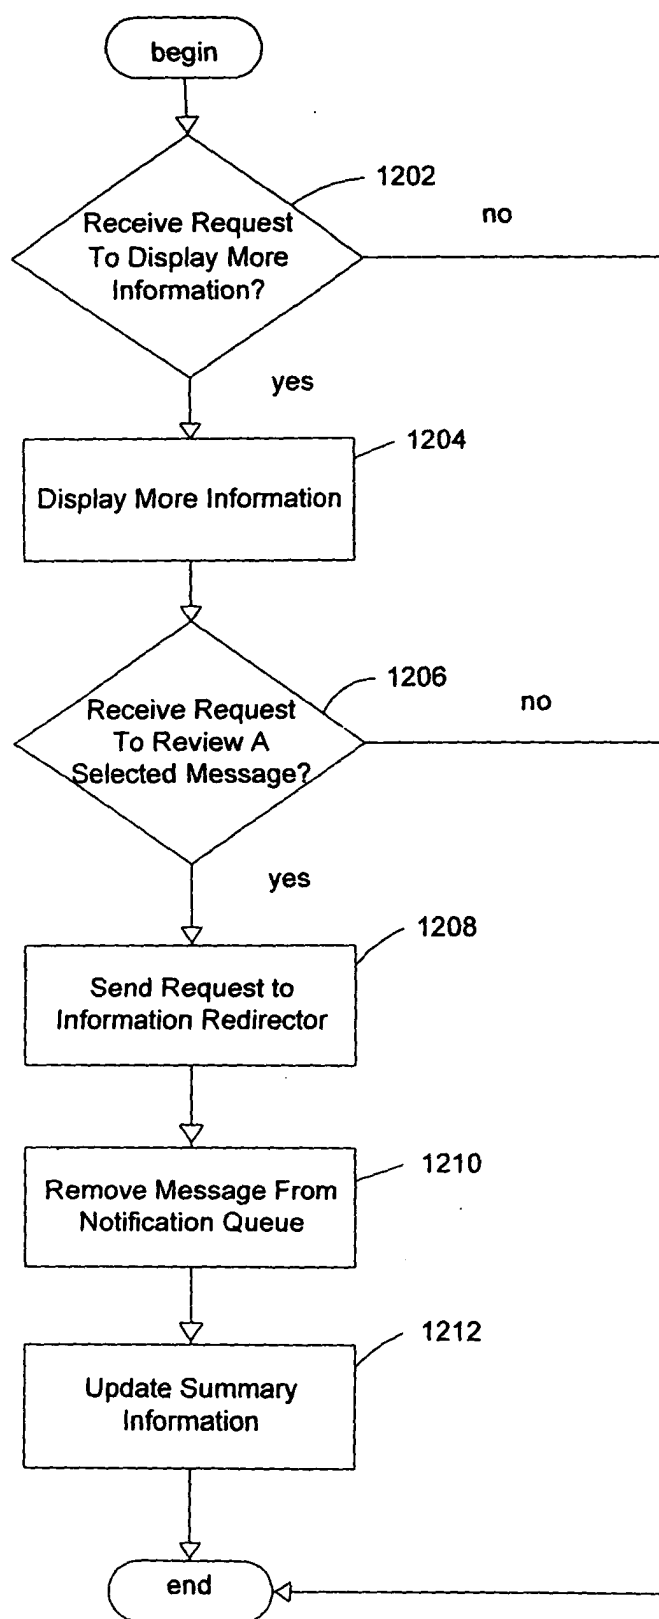 begin
1202
Receive Request
To Display More
Information?
no
yes
1204
Display More Information
1206
Receive Request
To Review A
Selected Message?
no
yes
1208
Send Request to
Information Redirector
1210
Remove Message From
Notification Queue
1212
Update Summary
Information
end